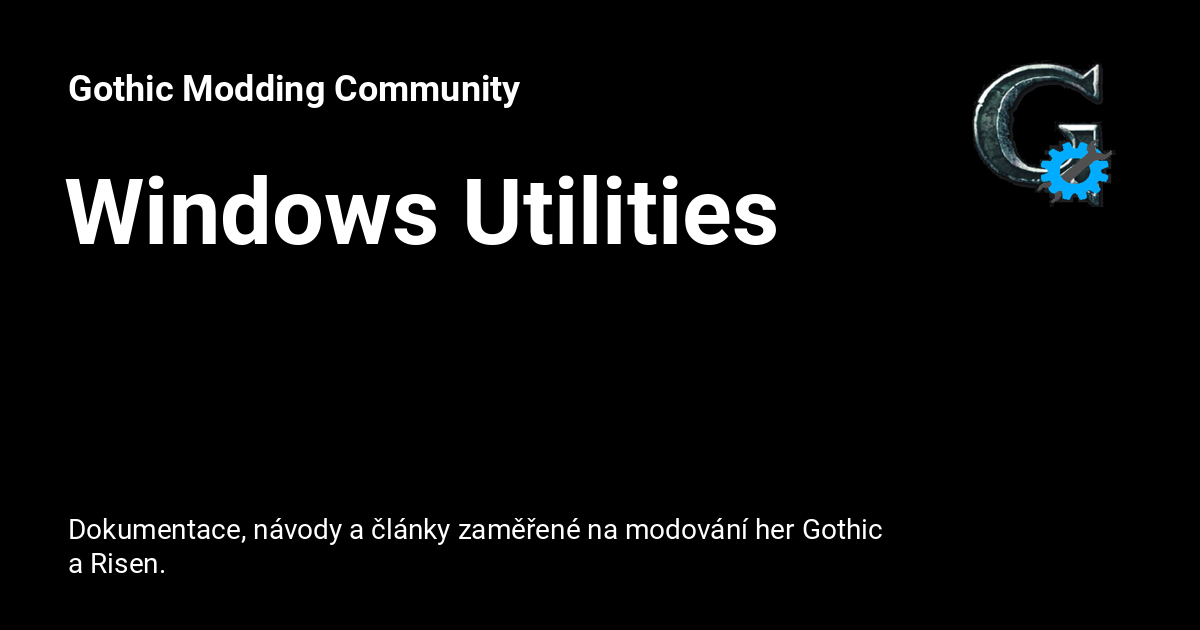 Gothic Modding Community
Windows Utilities
Dokumentace, návody a články zaměřené na modování her Gothic
a Risen.